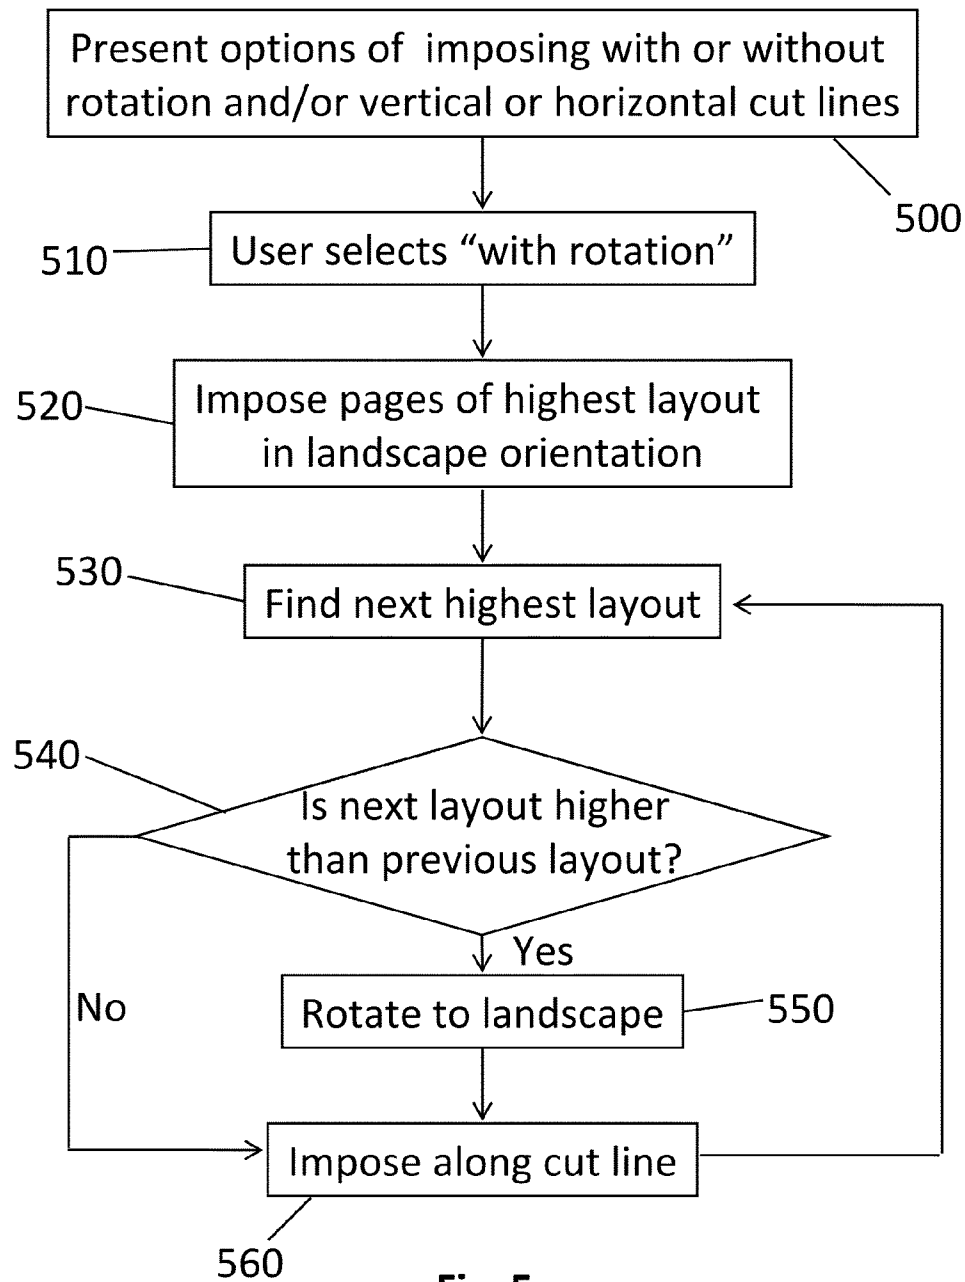 Present options of imposing with or without
rotation and/or vertical or horizontal cut lines
500
510
User selects “with rotation”
520
Impose pages of highest layout
in landscape orientation
530
Find next highest layout
540
Is next layout higher
than previous layout?
Yes
No
Rotate to landscape
550
Impose along cut line
560